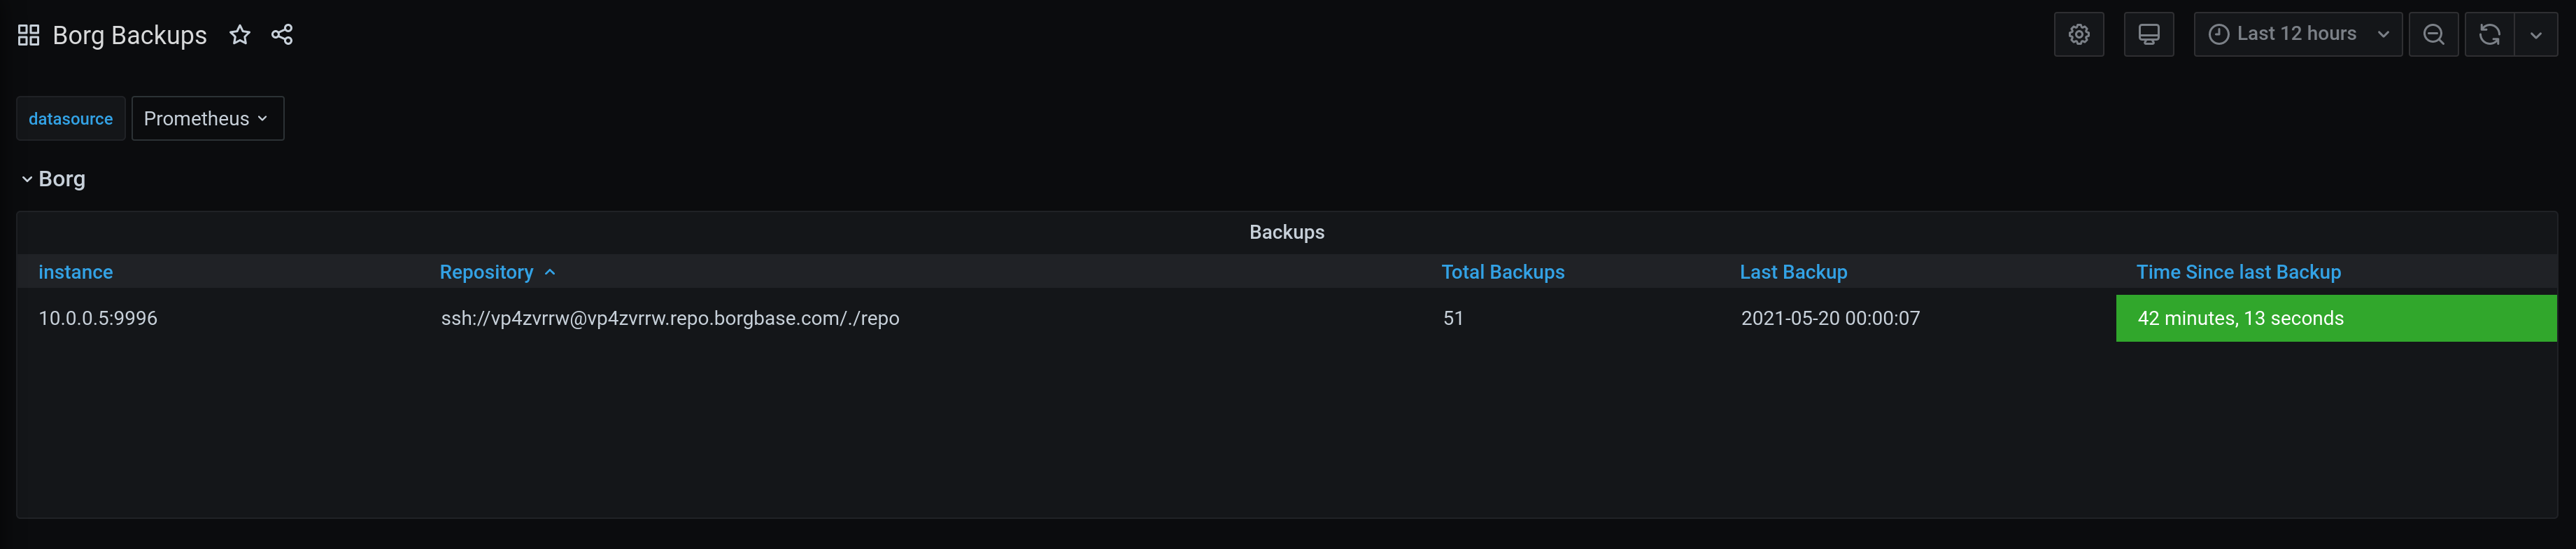 Borg Backups
Last 12 hours
datasource Prometheus
Borg
Backups
instance Repository Total Backups Last Backup Time Since last Backup
10.0.0.5:9996 ssh://vp4zvrrw@vp4zvrrw.repo.borgbase.com/./repo 51 2021-05-20 00:00:07 42 minutes, 13 seconds